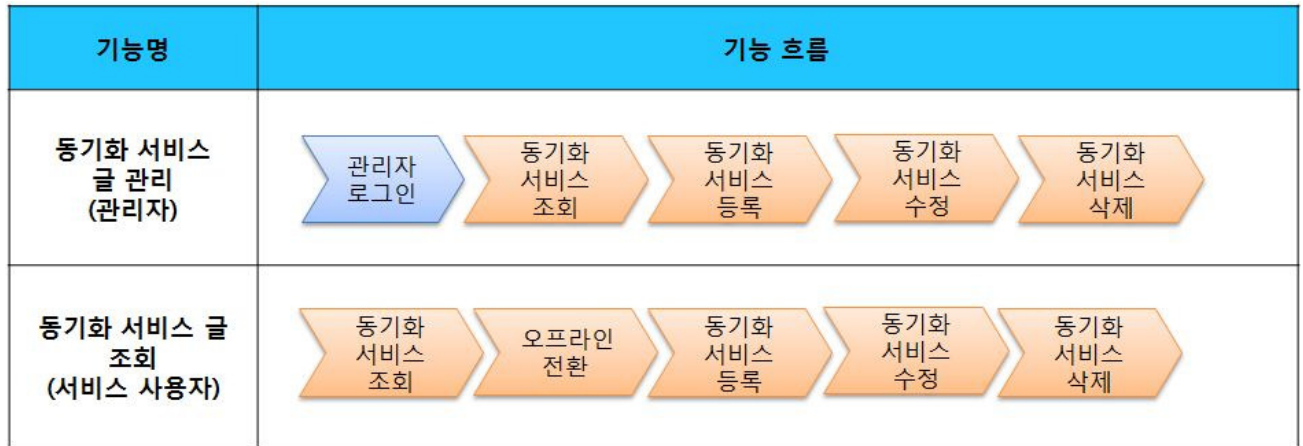 기능명
기능 흐름
동기화 서비스
글 관리
(관리자)
관리자
로그인
동기화
서비스
조회
동기화
서비스
등록
동기화
서비스
수정
동기화
서비스
삭제
동기화 서비스 글
조회
(서비스 사용자)
동기화
서비스
조회
오프라인
전환
동기화
서비스
등록
동기화
서비스
수정
동기화
서비스
삭제